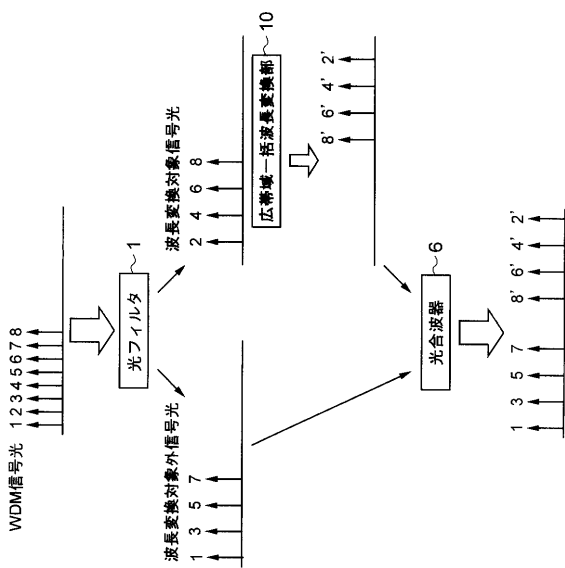 WDM信号光
1 2 3 4 5 6 7 8
光フィルタ
1
波長変換対象外信号光
1 3 5 7
波長変換対象信号光
2 4 6 8
広帯域一括波長変換部
10
8' 6' 4' 2'
光合波器
6
1 3 5 7 8' 6' 4' 2'